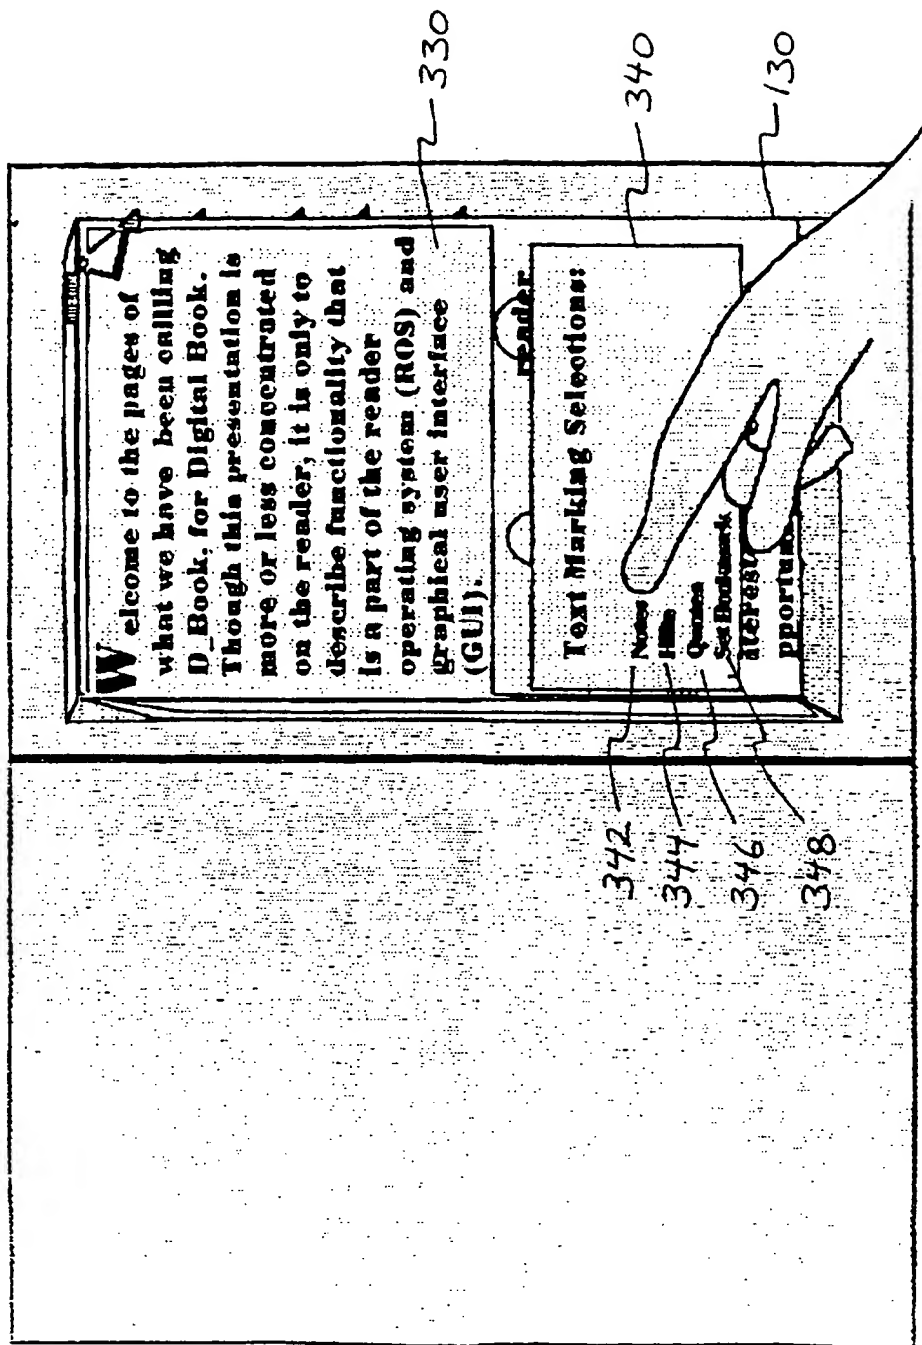 Welcome to the pages of
what we have been callling
D_Book, for Digital Book.
Though this presentation is
more or less concentrated
on the reader, it is only to
describe functionality that
is a part of the reader
operating system (ROS) and
graphical user interface
(GUI).
reader
Text Marking Selections:
Notes
Quotes
Set Bookmark
330
340
130
342
344
346
348